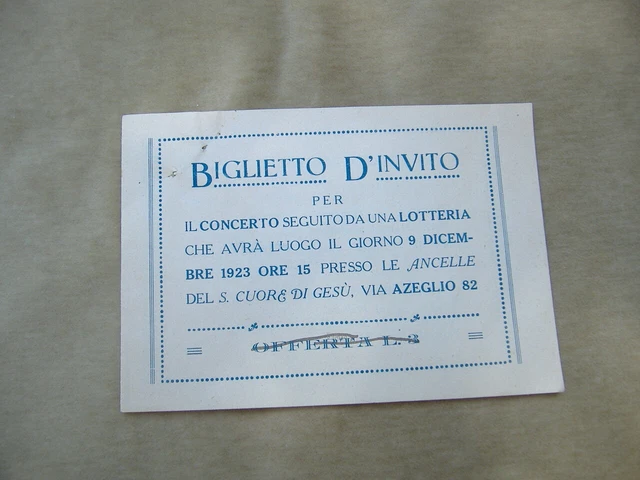 BIGLIETTO D'INVITO
PER
IL CONCERTO SEGUITO DA UNA LOTTERIA
CHE AVRÀ LUOGO IL GIORNO 9 DICEM-
BRE 1923 ORE 15 PRESSO LE ANCELLE
DEL S. CUORE DI GESÙ, VIA AZEGLIO 82
OFFERTA L. 2